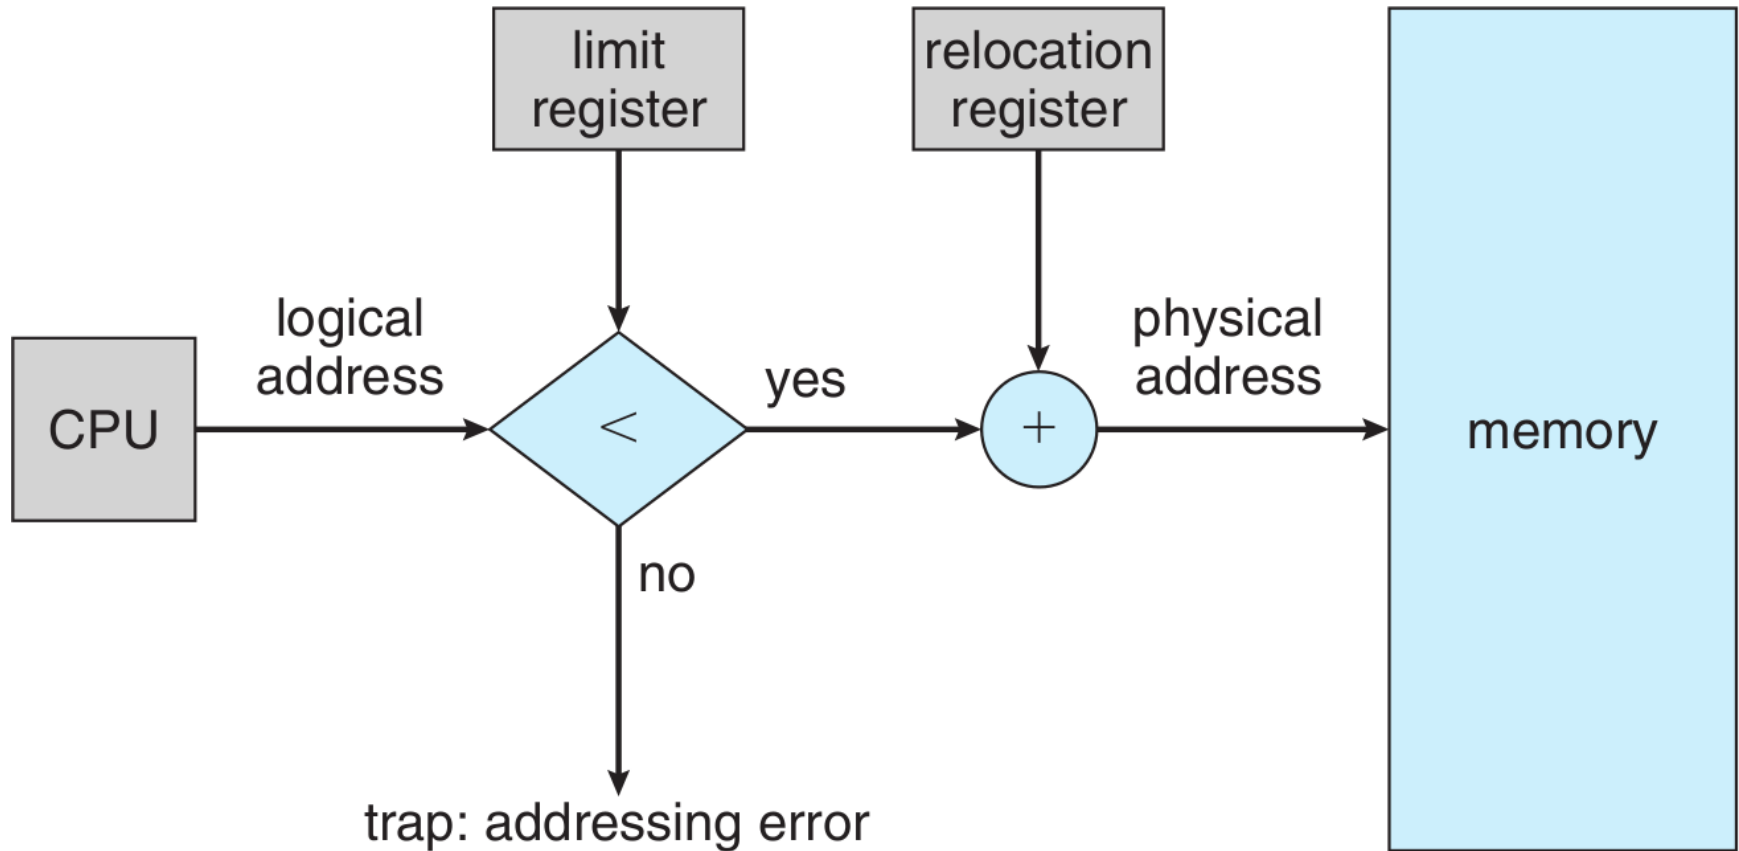 limit
register
relocation
register
logical
address
physical
address
CPU
<
yes
+
memory
no
trap: addressing error